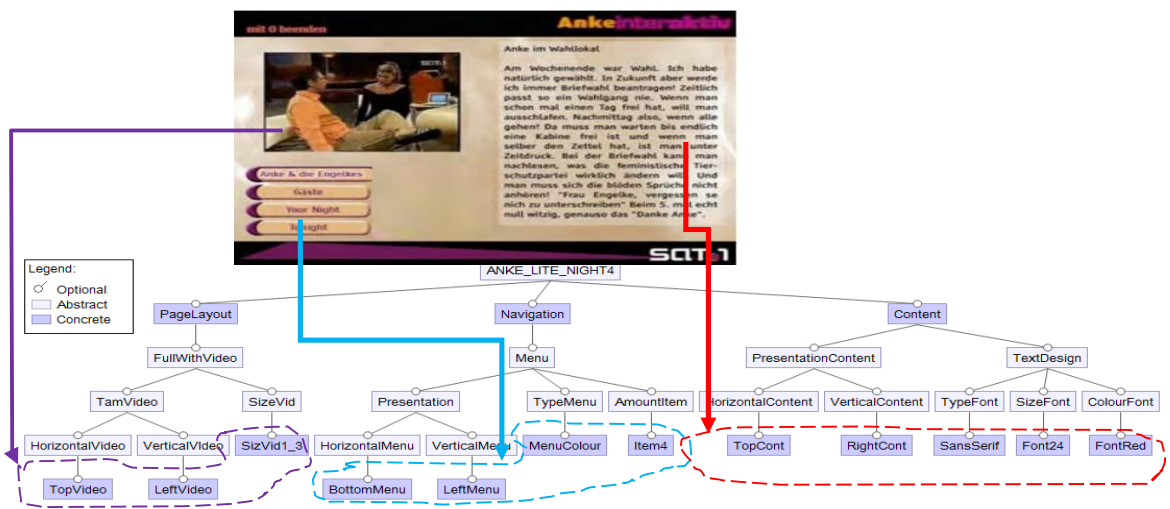 mit 0 beenden
Ankeinteraktiv
Anke im Wahllokal
Am Wochenende war Wahl. Ich habe
natürlich gewählt. In Zukunft aber werde
ich immer Briefwahl beantragen! Zeitlich
passt so ein Wahlgang nie. Wenn man
schon mal einen Tag frei hat, will man
ausschlafen. Nachmittag also, wenn alle
gehen! Da muss man warten bis endlich
eine Kabine frei ist und wenn man
selber den Zettel hat, ist man unter
Zeitdruck. Bei der Briefwahl kann man
nachlesen, was die feministische Tier-
schutzpartei wirklich ändern will. Und
man muss sich die blöden Sprüche nicht
anhören! "Frau Engelke, vergessen se
nich zu unterschreiben" Beim 5. mal echt
null witzig, genauso das "Danke Anke".
SAT.1
Anke & die Engelkes
Gäste
Your Night
Tonight
SAT.1
Legend:
Optional
Abstract
Concrete
ANKE_LITE_NIGHT4
PageLayout
Navigation
Content
FullWithVideo
Menu
PresentationContent
TextDesign
TamVideo
SizeVid
Presentation
TypeMenu
AmountItem
HorizontalContent
VerticalContent
TypeFont
SizeFont
ColourFont
HorizontalVideo
VerticalVIdeo
SizVid1_3
HorizontalMenu
VerticalMenu
MenuColour
Item4
TopCont
RightCont
SansSerif
Font24
FontRed
TopVideo
LeftVideo
BottomMenu
LeftMenu